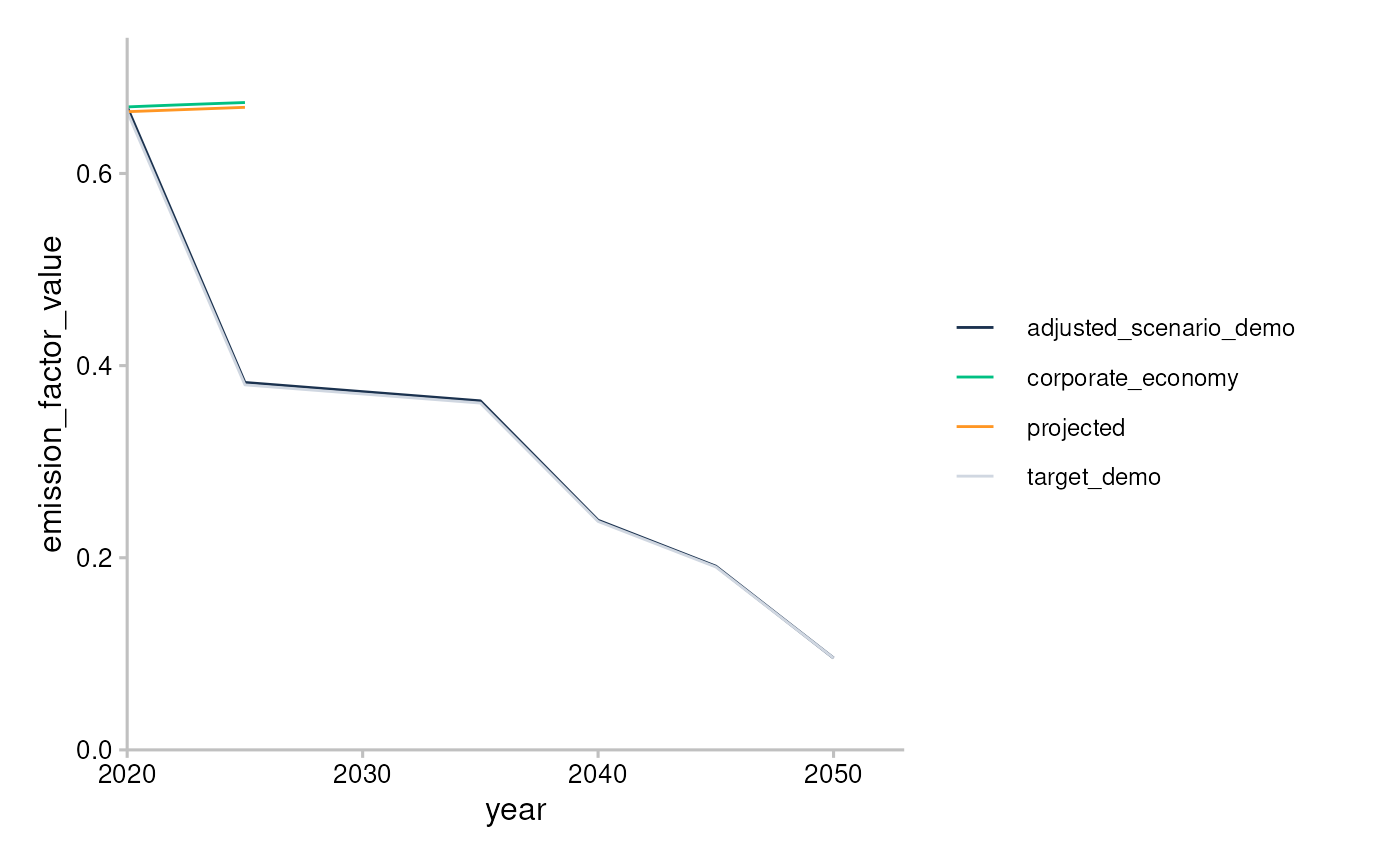 emission_factor_value
0.6
0.4
0.2
0.0
2020
2030
2040
2050
year
adjusted_scenario_demo
corporate_economy
projected
target_demo